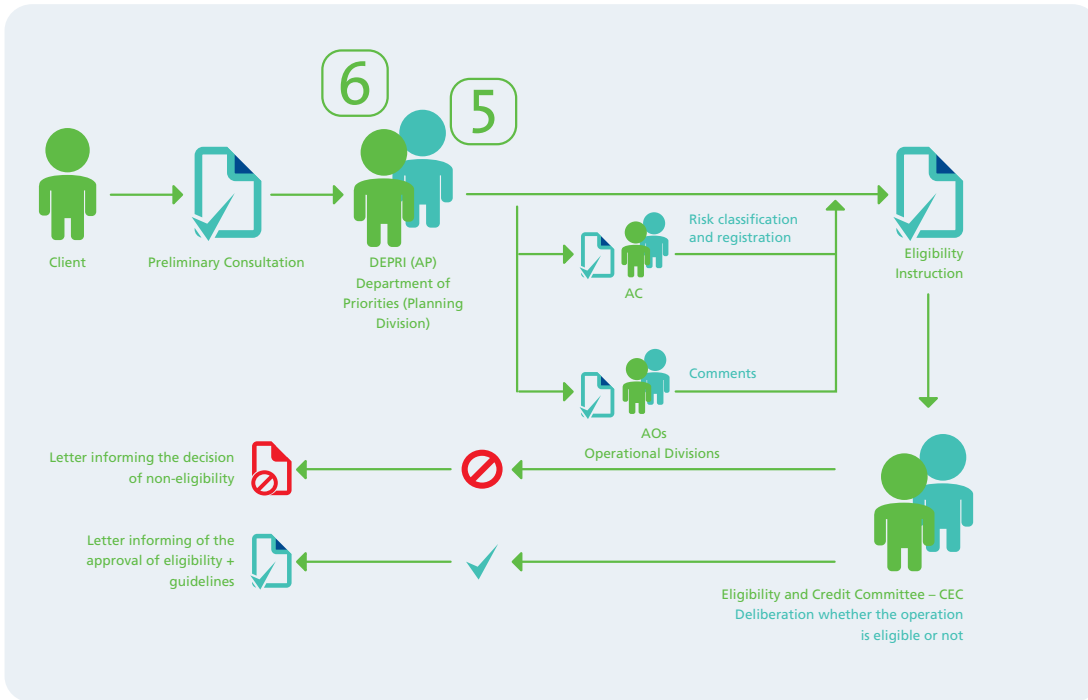 6
5
Client
Preliminary Consultation
DEPRI (AP)
Department of
Priorities (Planning
Division)
Risk classification
and registration
AC
Comments
AOs
Operational Divisions
Eligibility
Instruction
Letter informing the decision
of non-eligibility
Letter informing of the
approval of eligibility +
guidelines
Eligibility and Credit Committee – CEC
Deliberation whether the operation
is eligible or not